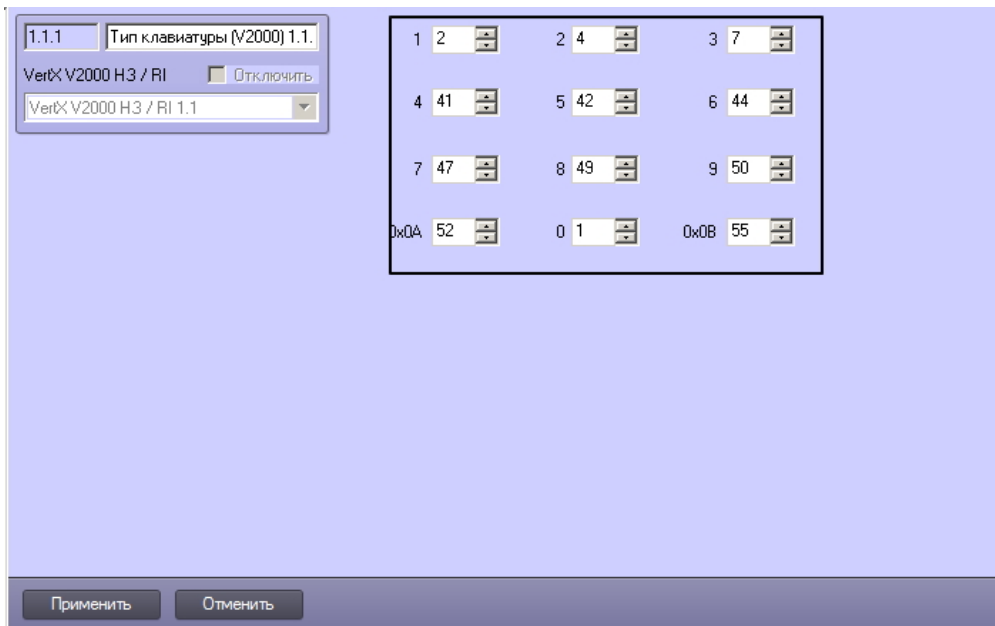 1.1.1 Тип клавиатуры (V2000) 1.1.
VertX V2000 НЗ / RI Отключить
VertX V2000 НЗ / RI 1.1
1 2 2 4 3 7
4 41 5 42 6 44
7 47 8 49 9 50
0x0A 52 0 1 0x0B 55
Применить Отменить